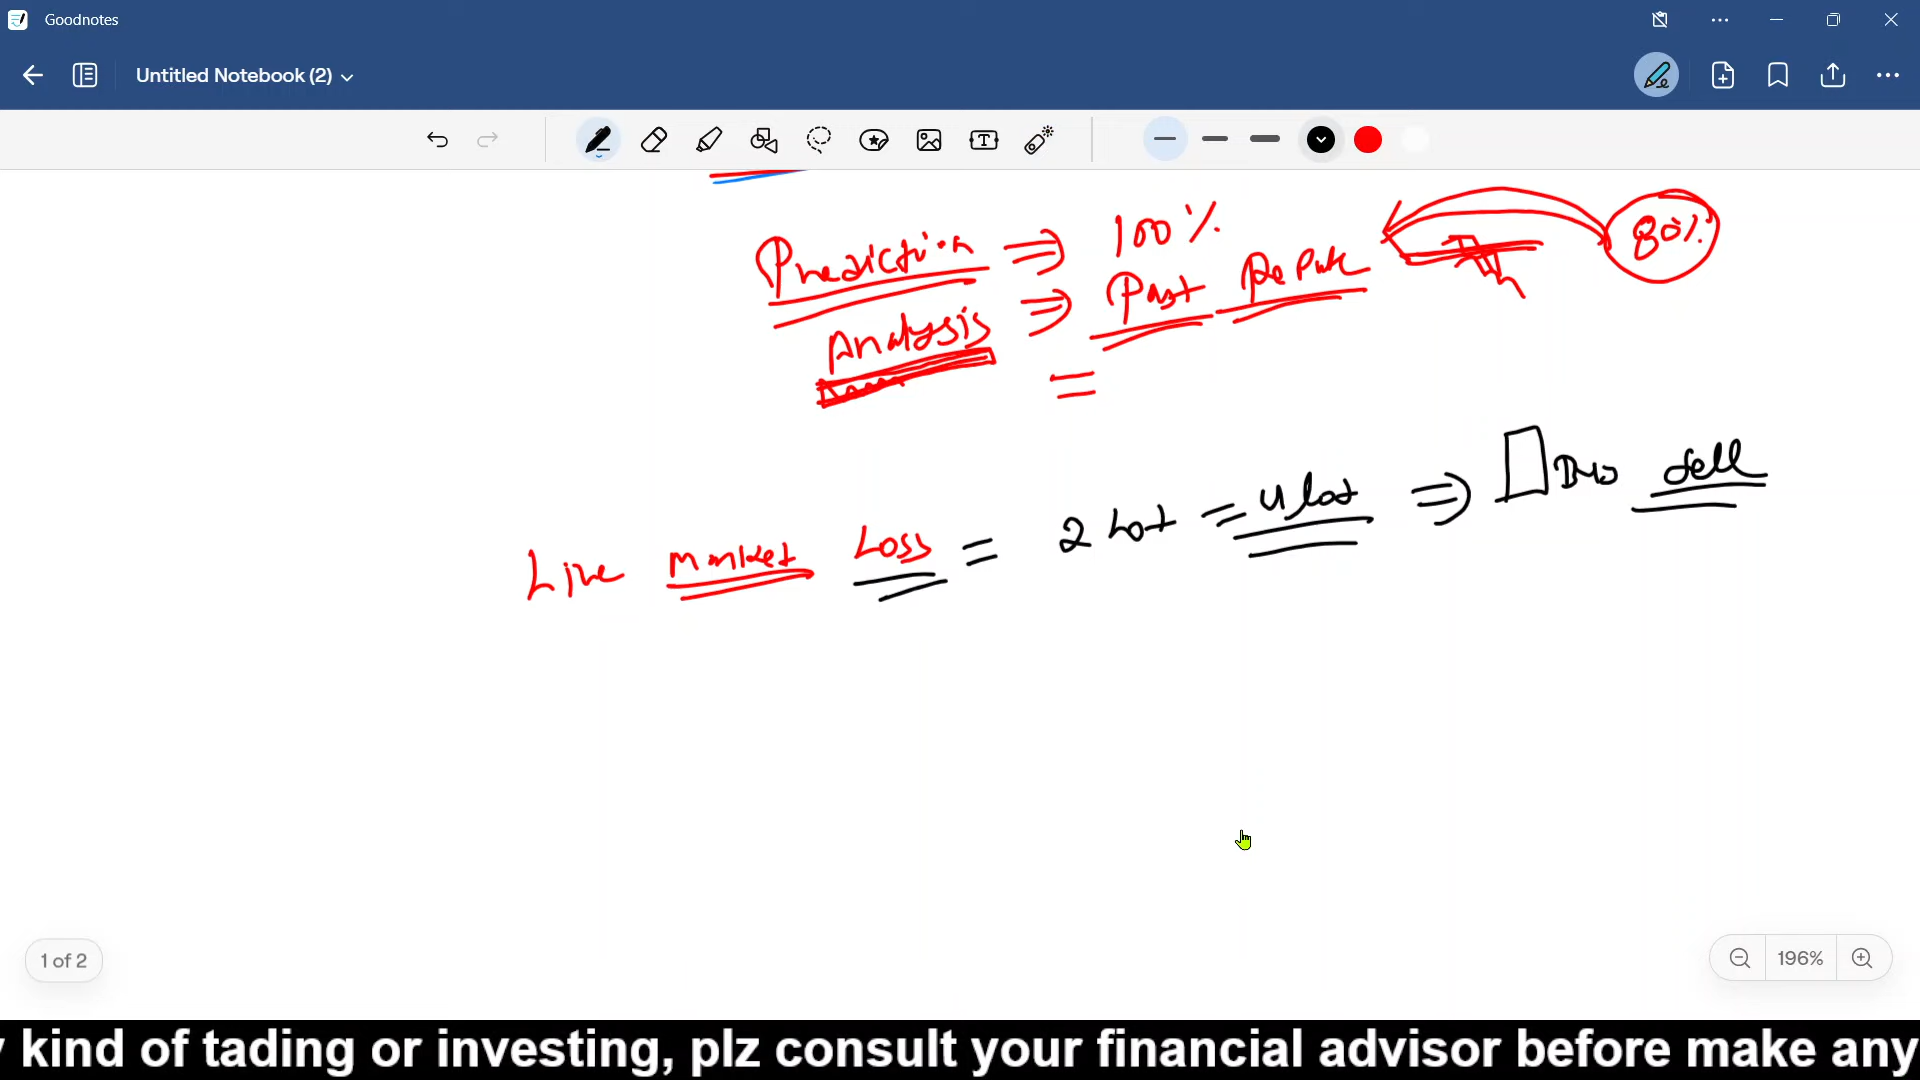 Goodnotes
Untitled Notebook (2)
Prediction ⇒ 100 %
80%
Analysis ⇒ Past
=
Live market Loss = 2 Lot = 4 lot ⇒ sell
1 of 2
196%
kind of tading or investing, plz consult your financial advisor before make any